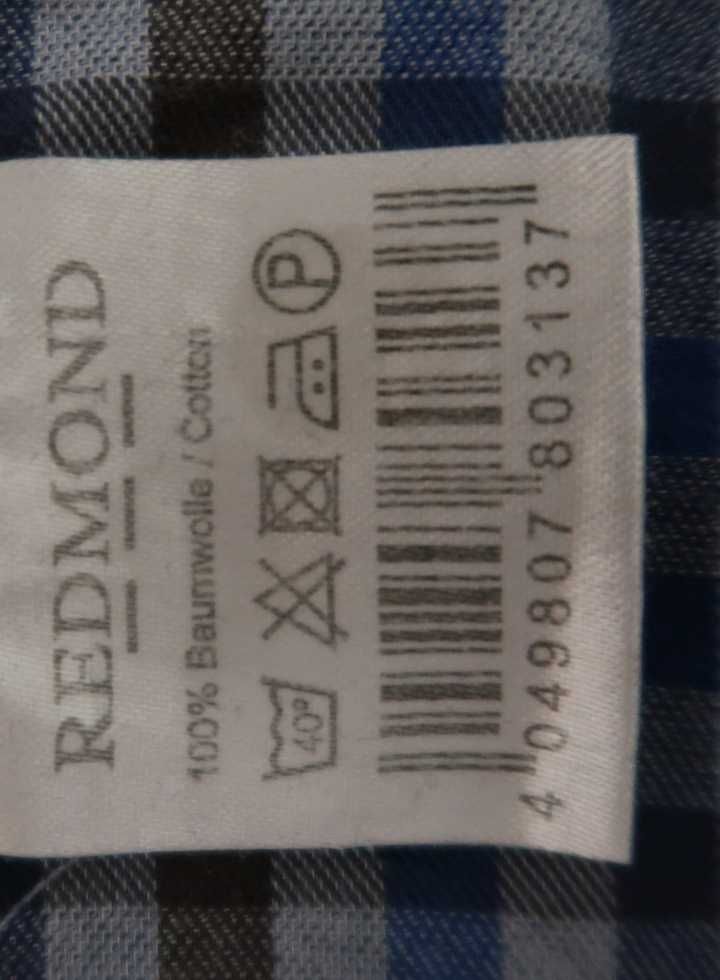 REDMOND
100% Baumwolle / Cotton
40° P
4 049807 803137